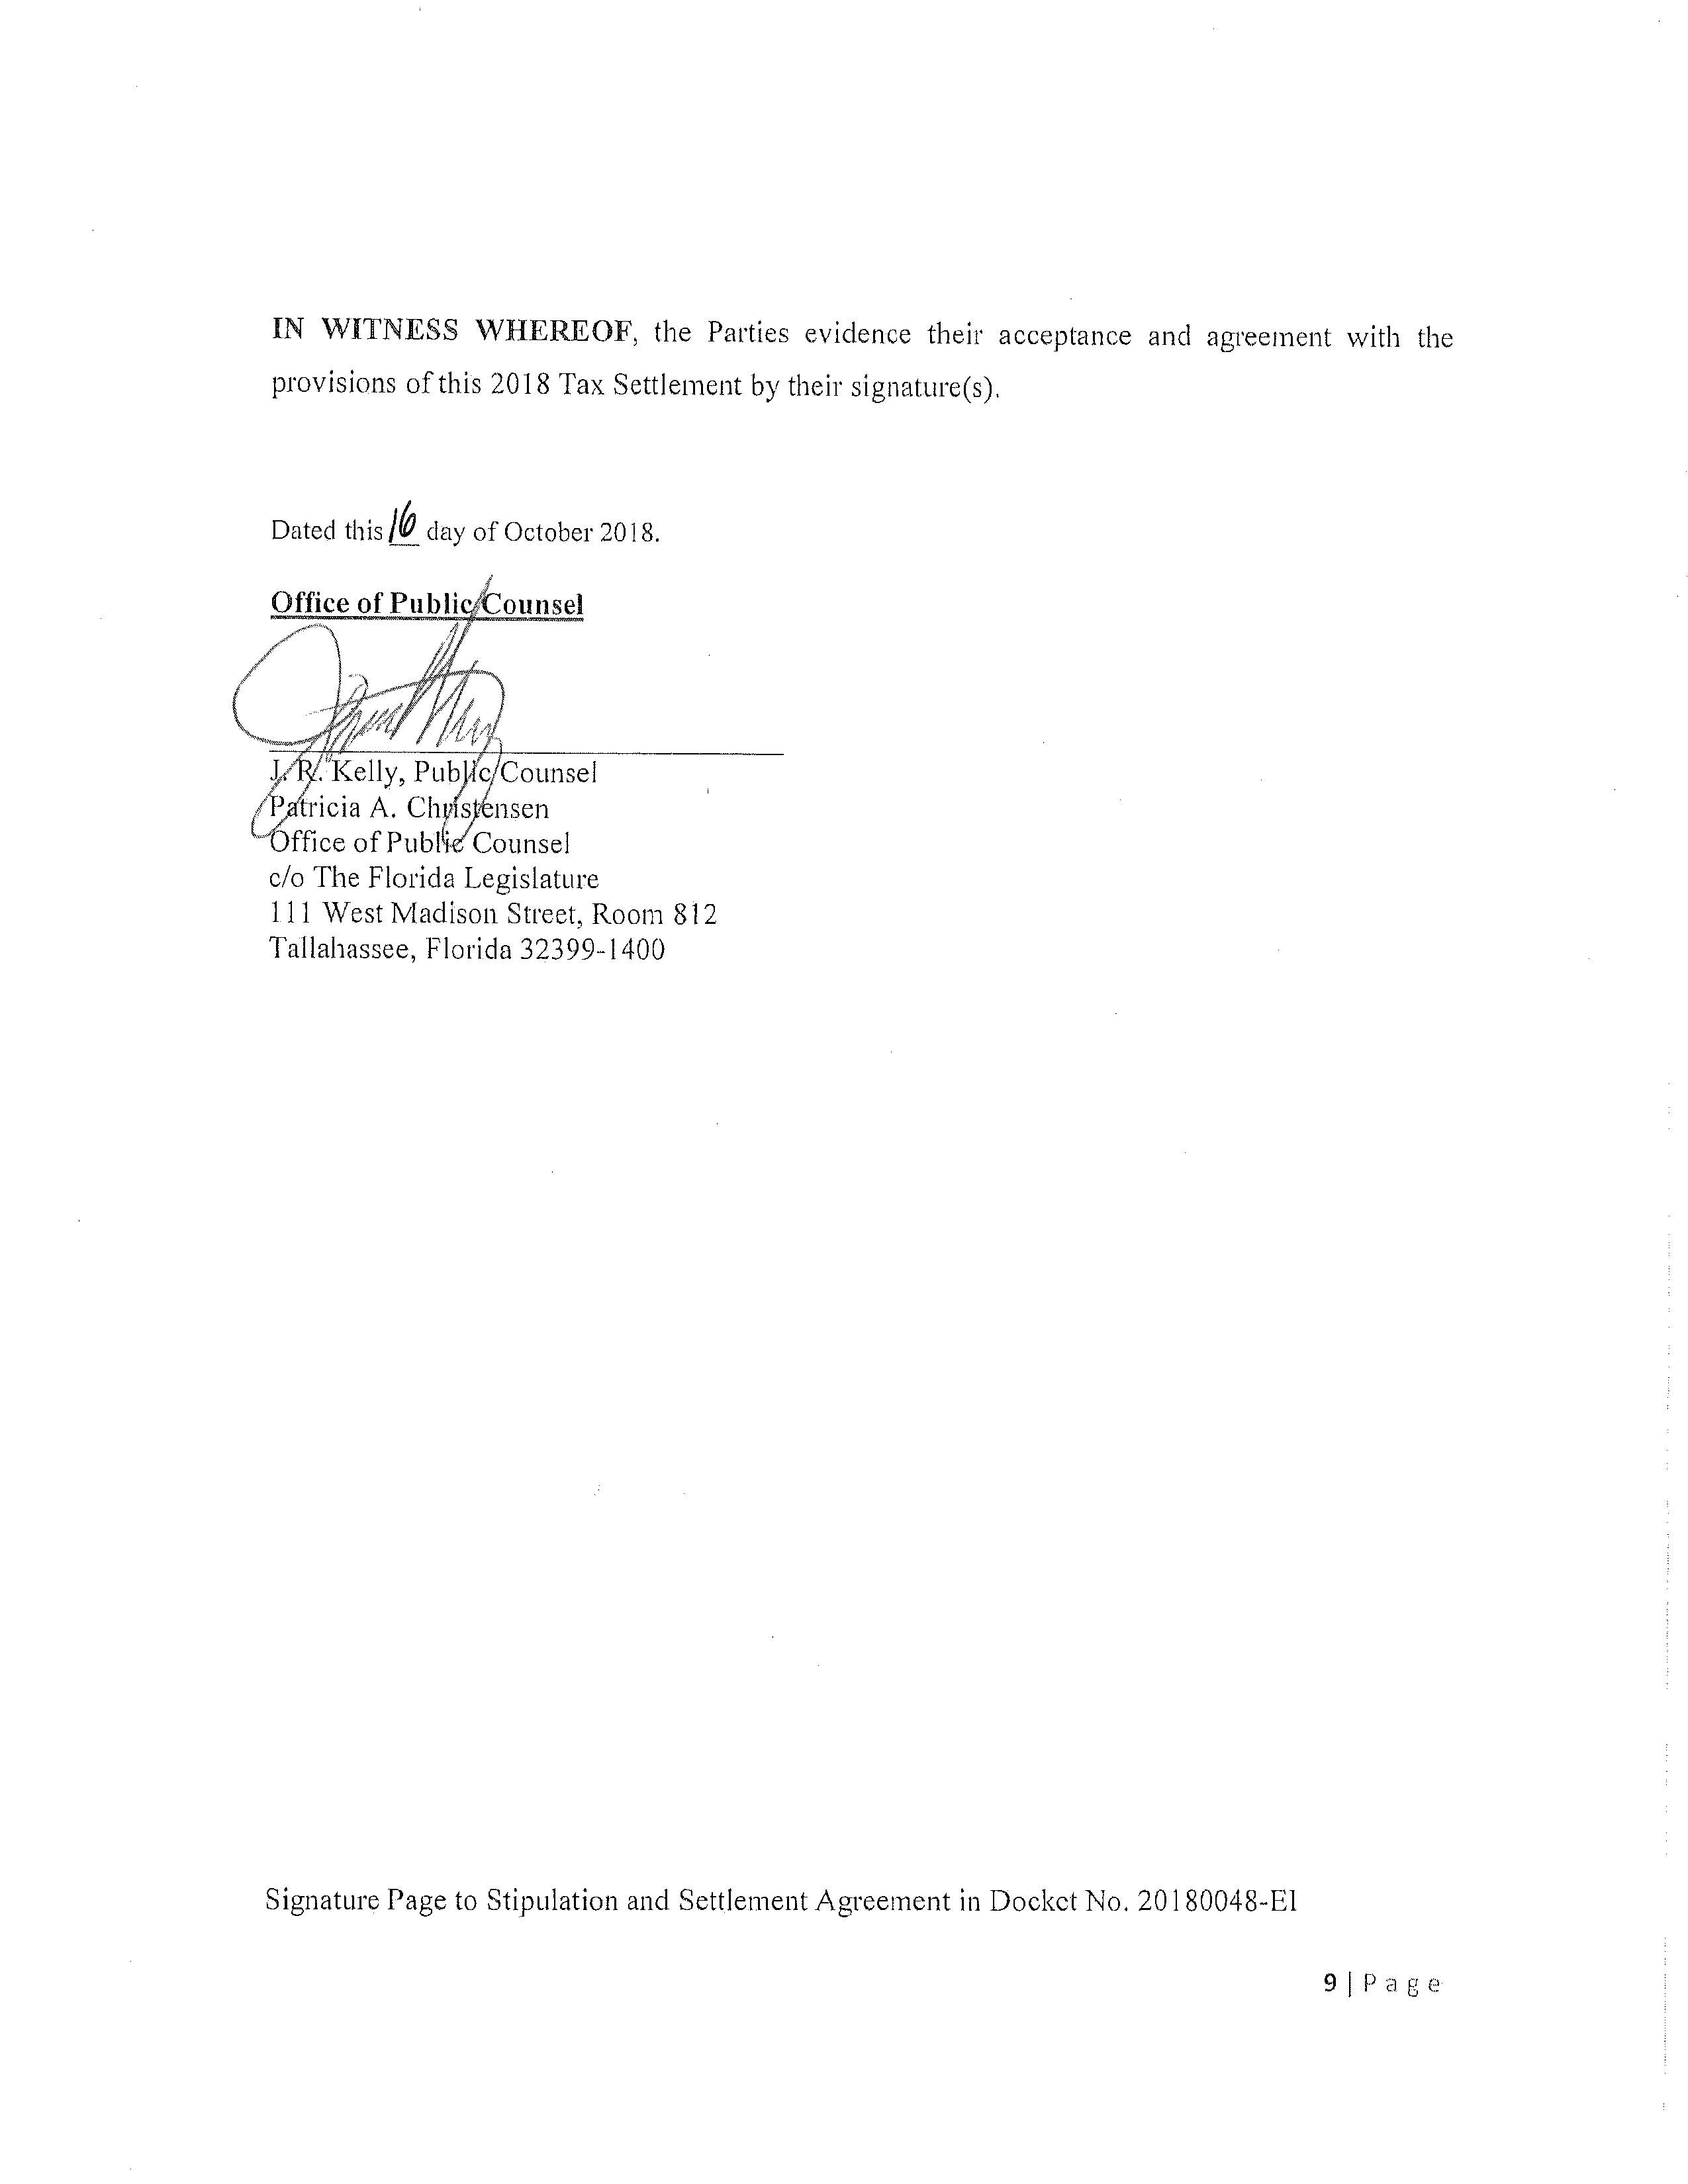 IN WITNESS WHEREOF, the Parties evidence their acceptance and agreement with the
provisions of this 2018 Tax Settlement by their signature(s).
Dated this 16 day of October 2018.
Office of Public Counsel
J. R. Kelly, Public Counsel
Patricia A. Christensen
Office of Public Counsel
c/o The Florida Legislature
111 West Madison Street, Room 812
Tallahassee, Florida 32399-1400
Signature Page to Stipulation and Settlement Agreement in Docket No. 20180048-EI
9 | Page